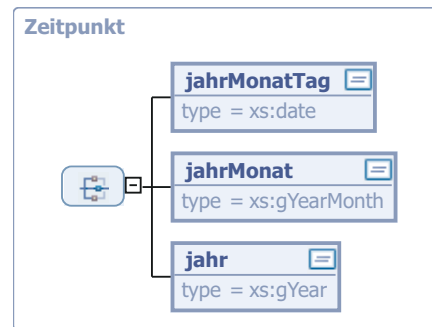 Zeitpunkt
jahrMonatTag
type = xs:date
jahrMonat
type = xs:gYearMonth
jahr
type = xs:gYear